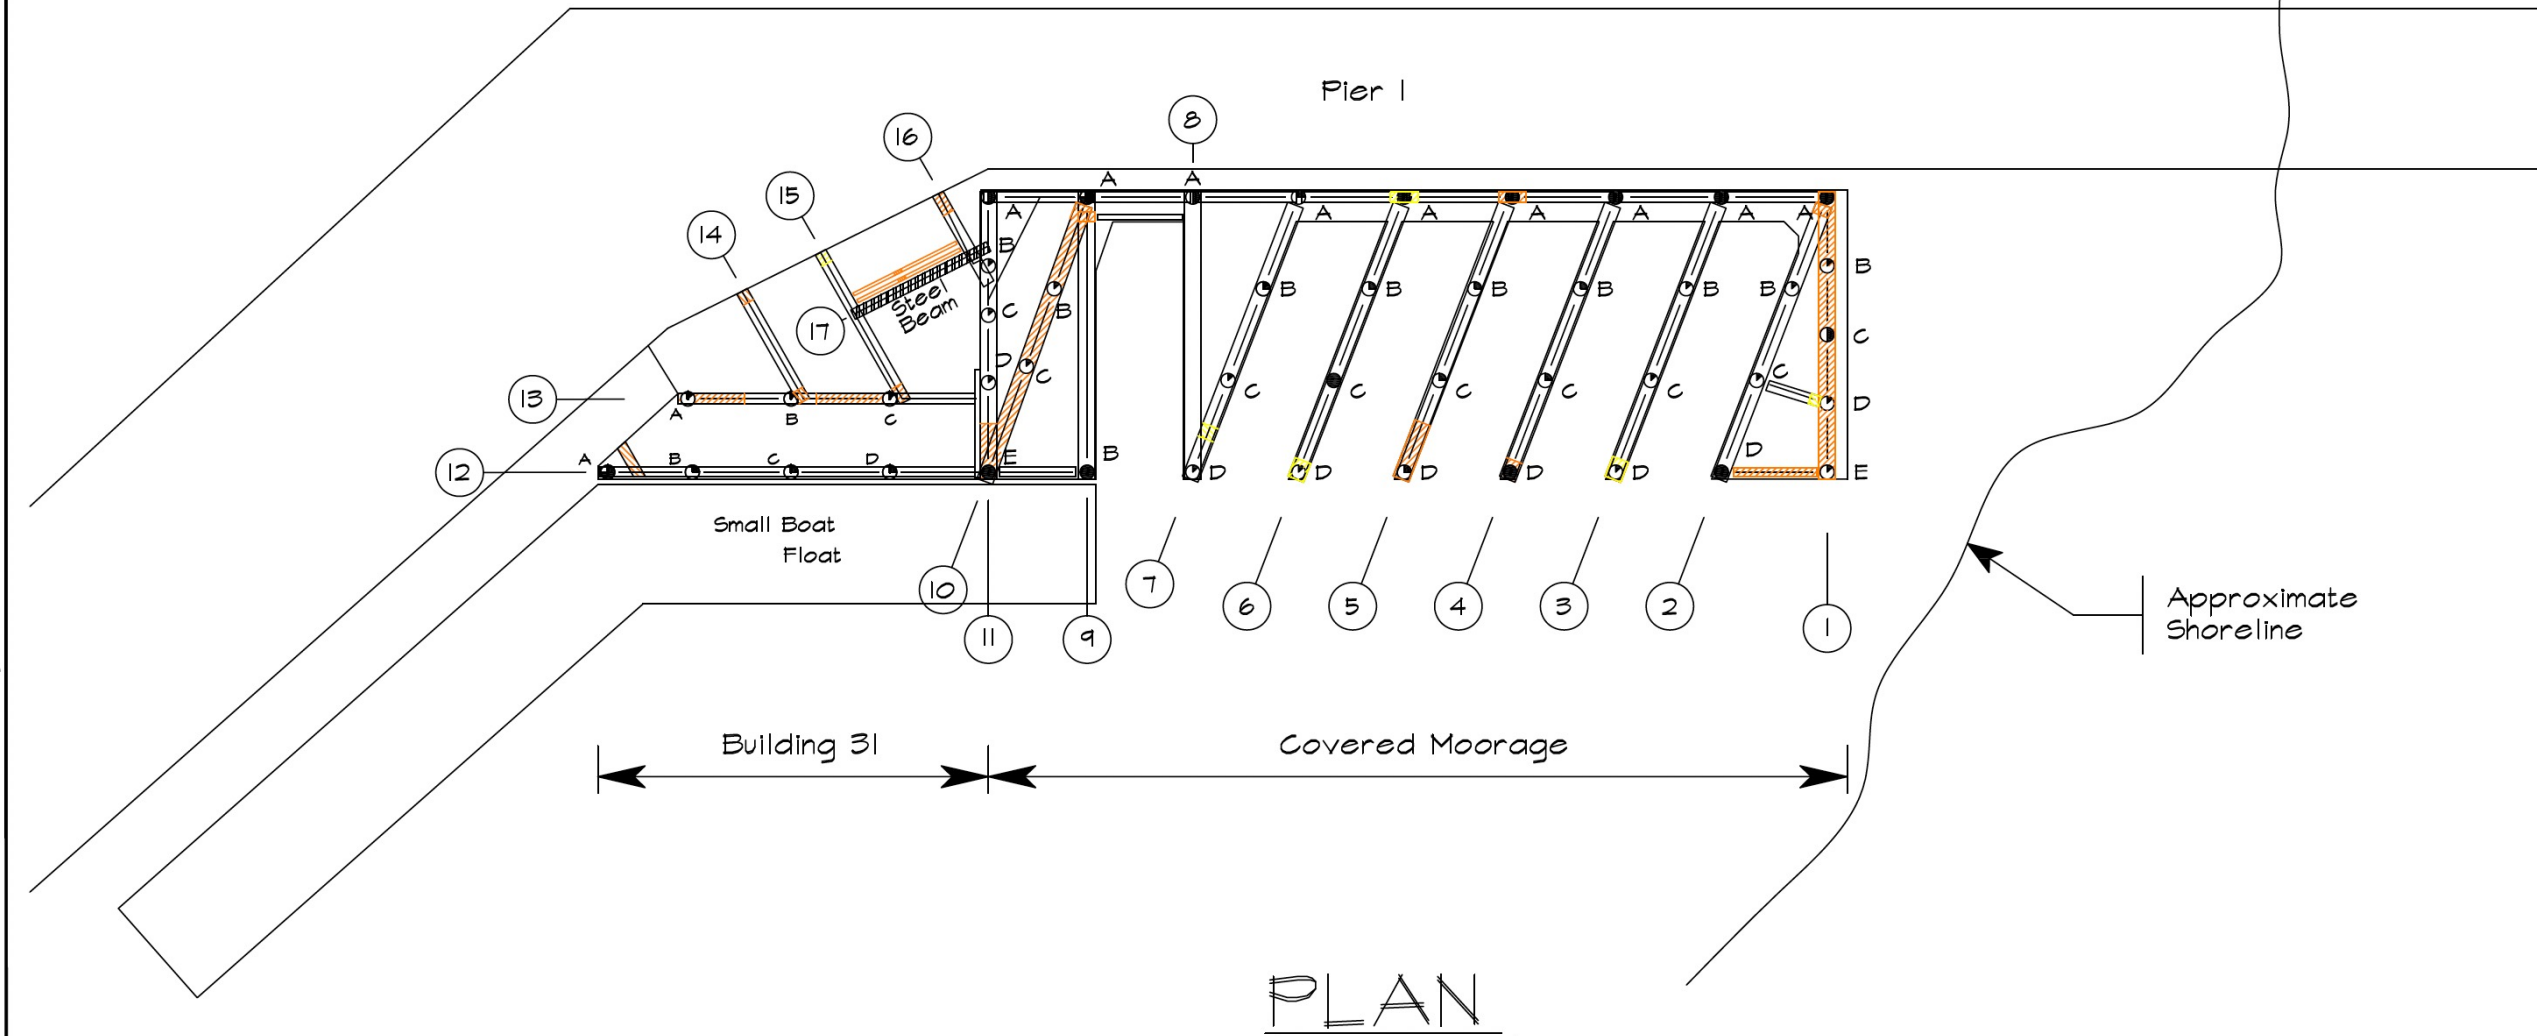 Pier 1
8
16
A
A
15
A
A
A
A
A
A
A
14
B
B
Steel
Beam
C
B
B
B
B
B
B
B
17
C
D
C
C
C
C
C
C
C
D
13
A
B
C
12
A
B
C
D
E
B
D
D
D
D
D
D
E
Small Boat
Float
10
11
9
7
6
5
4
3
2
1
Approximate
Shoreline
Building 31
Covered Moorage
PLAN